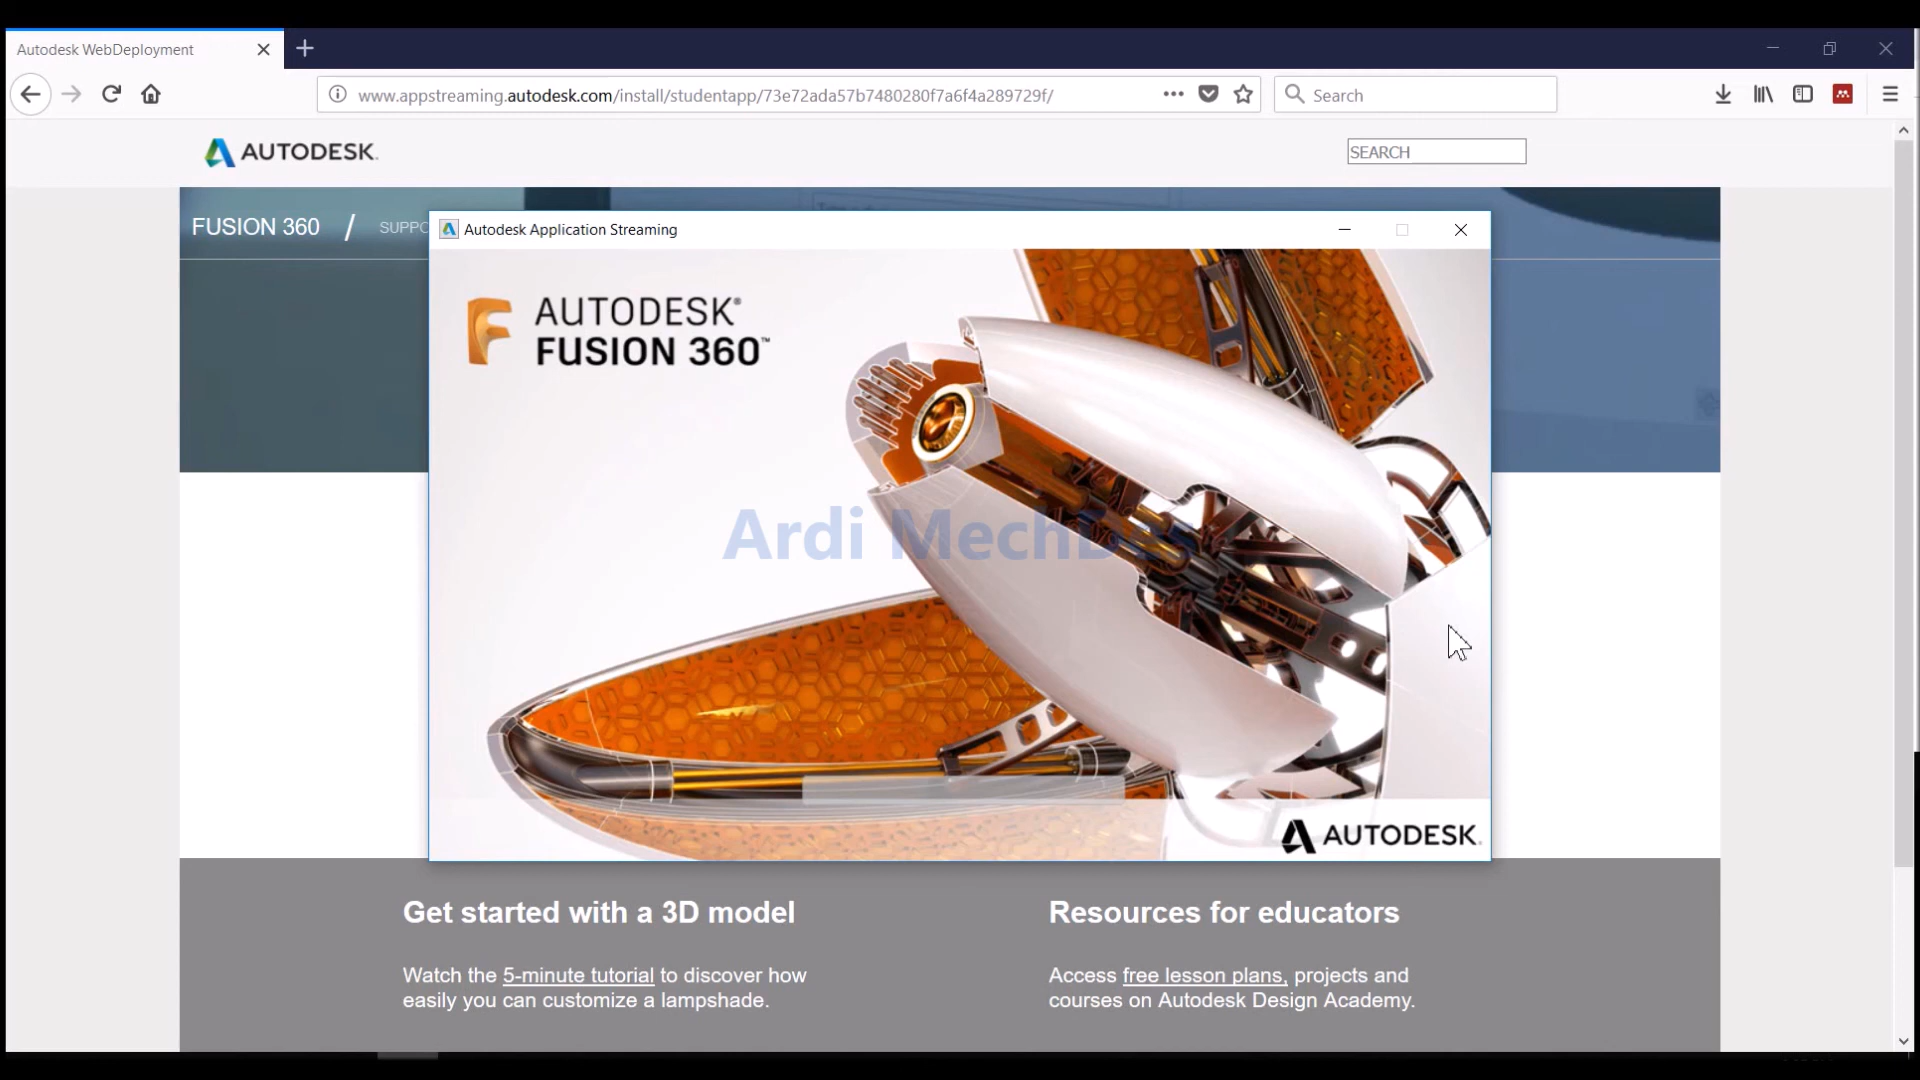 Autodesk WebDeployment
www.appstreaming.autodesk.com/install/studentapp/73e72ada57b7480280f7a6f4a289729f/
Search
AUTODESK.
SEARCH
FUSION 360 /
Autodesk Application Streaming
AUTODESK®
FUSION 360™
Ardi MechDes
AUTODESK.
Get started with a 3D model
Resources for educators
Watch the 5-minute tutorial to discover how
easily you can customize a lampshade.
Access free lesson plans, projects and
courses on Autodesk Design Academy.